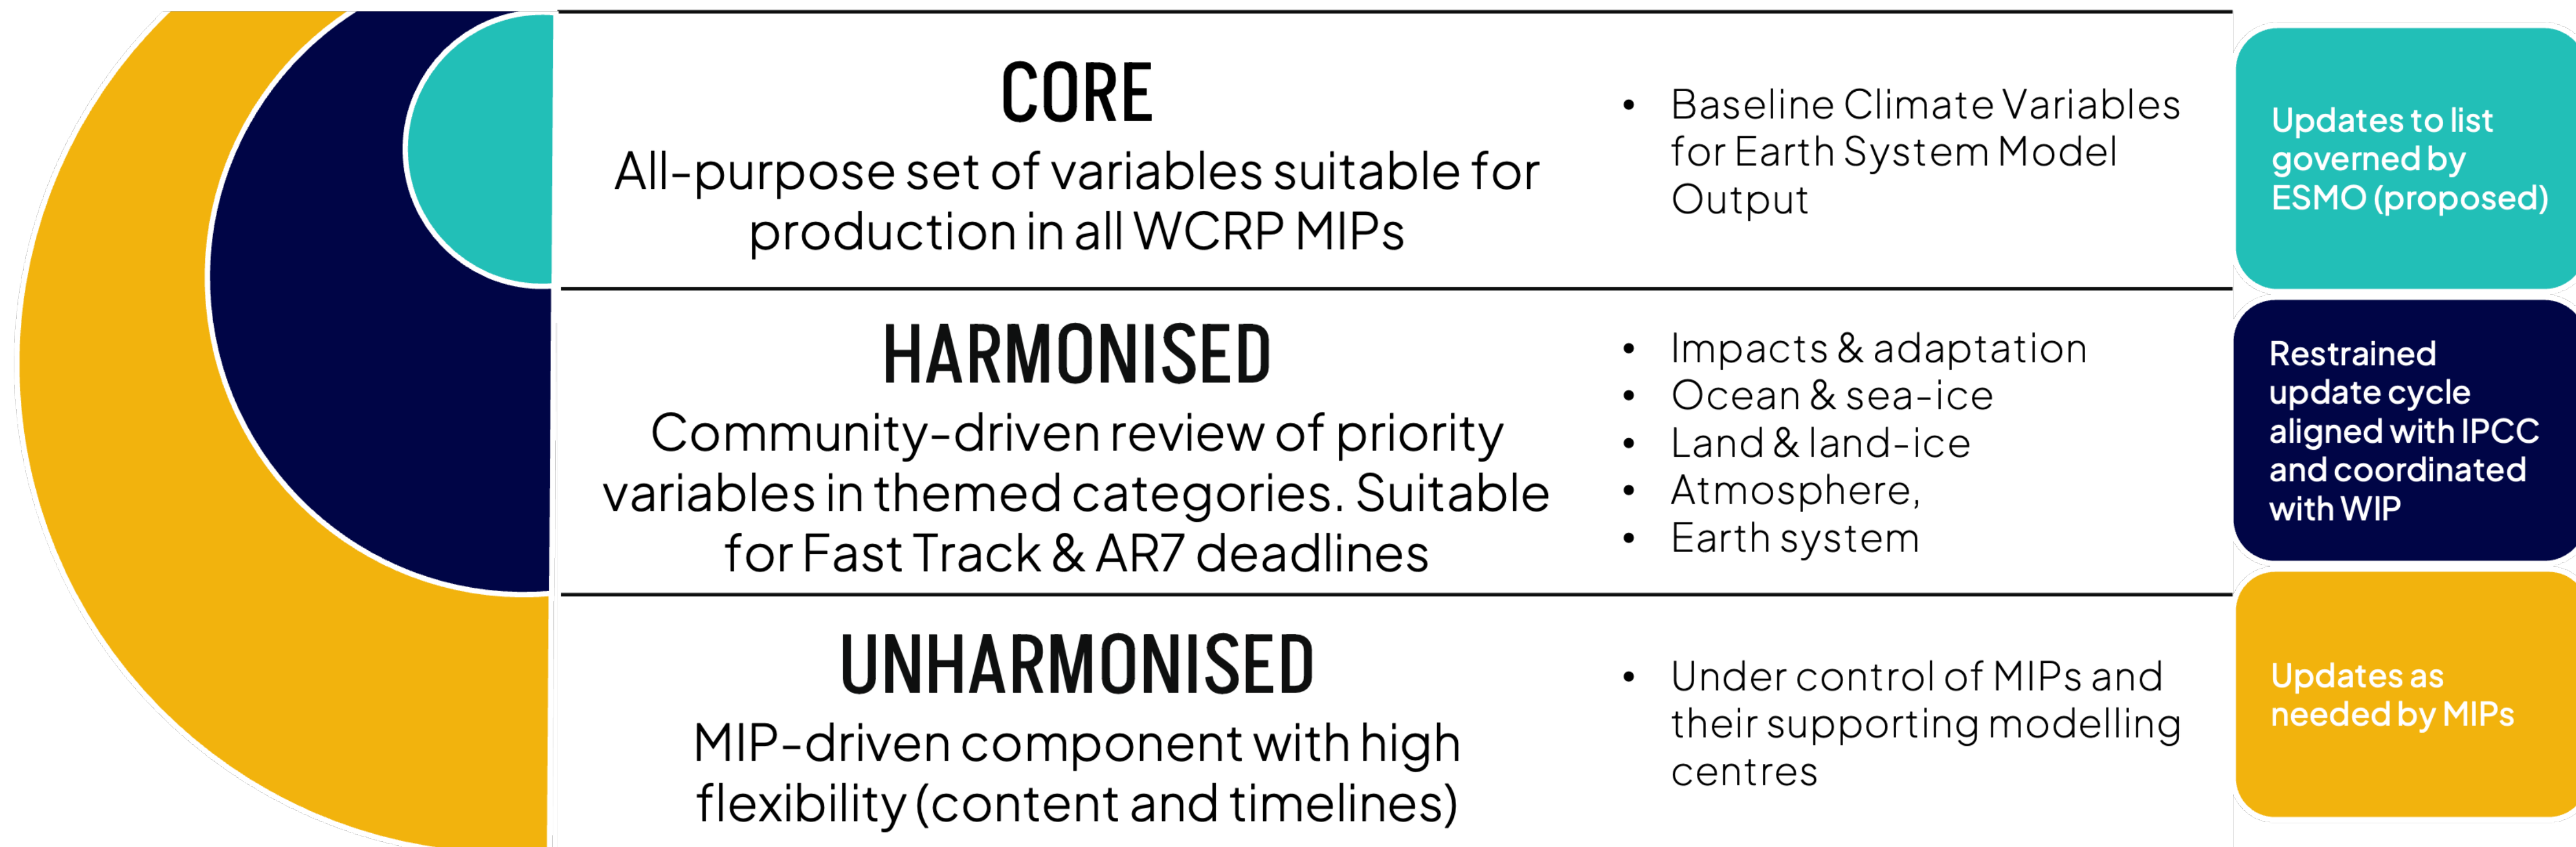 CORE
All-purpose set of variables suitable for
production in all WCRP MIPs
• Baseline Climate Variables
for Earth System Model
Output
Updates to list
governed by
ESMO (proposed)
HARMONISED
Community-driven review of priority
variables in themed categories. Suitable
for Fast Track & AR7 deadlines
• Impacts & adaptation
• Ocean & sea-ice
• Land & land-ice
• Atmosphere,
• Earth system
Restrained
update cycle
aligned with IPCC
and coordinated
with WIP
UNHARMONISED
MIP-driven component with high
flexibility (content and timelines)
• Under control of MIPs and
their supporting modelling
centres
Updates as
needed by MIPs